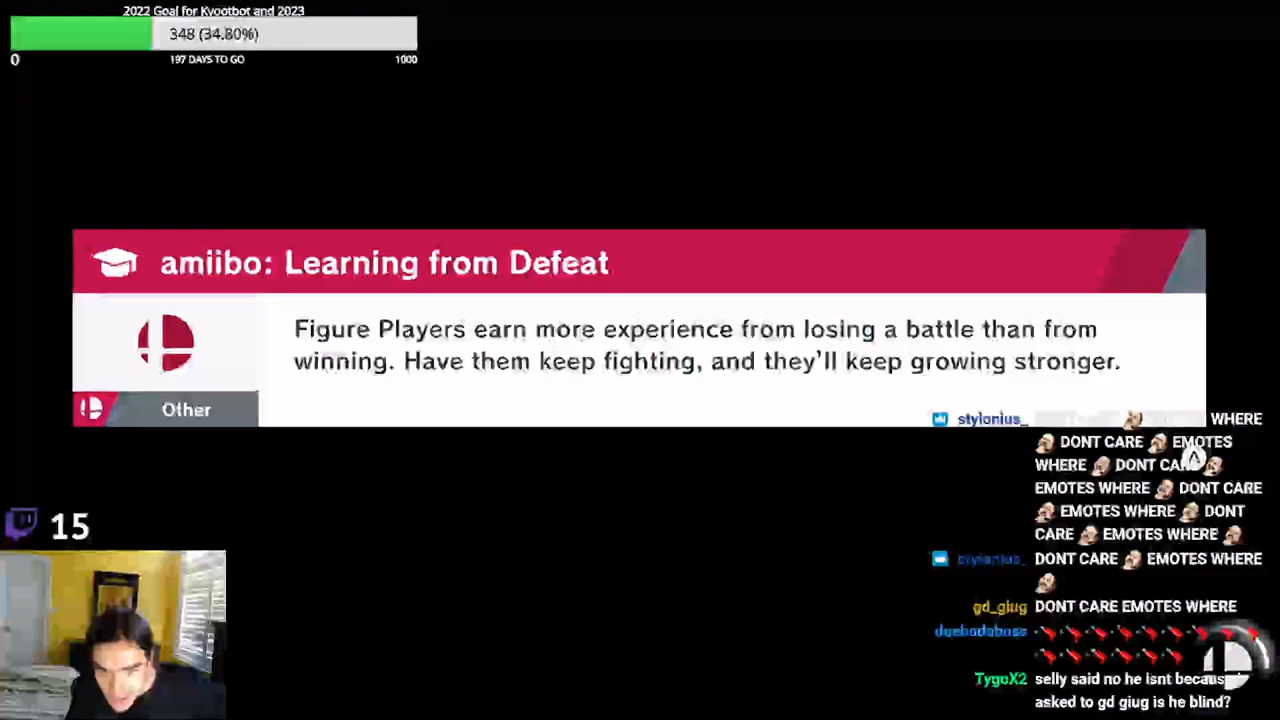 2022 Goal for Kvootbot and 2023
348 (34.80%)
0
197 DAYS TO GO
1000
amiibo: Learning from Defeat
Figure Players earn more experience from losing a battle than from
winning. Have them keep fighting, and they'll keep growing stronger.
Other
stylonius_ WHERE
DONT CARE EMOTES
WHERE DONT CARE
EMOTES WHERE DONT CARE
EMOTES WHERE DONT
CARE EMOTES WHERE
stylonius_ DONT CARE EMOTES WHERE
gd_giug DONT CARE EMOTES WHERE
duebodaboss
TygoX2 selly said no he isnt because
asked to gd giug is he blind?
15